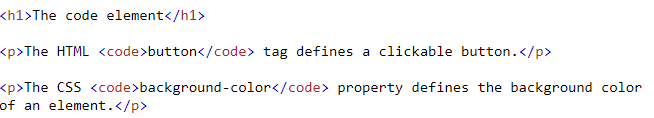 <h1>The code element</h1>
<p>The HTML <code>button</code> tag defines a clickable button.</p>
<p>The CSS <code>background-color</code> property defines the background color
of an element.</p>